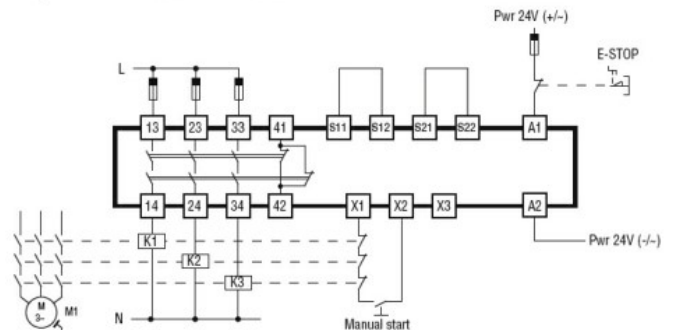 Pwr 24V (+/~)
E-STOP
L
13 23 33 41 S11 S12 S21 S22 A1
14 24 34 42 X1 X2 X3 A2
K1
Pwr 24V (-/~)
K2
K3
M
3~
M1
N
Manual start